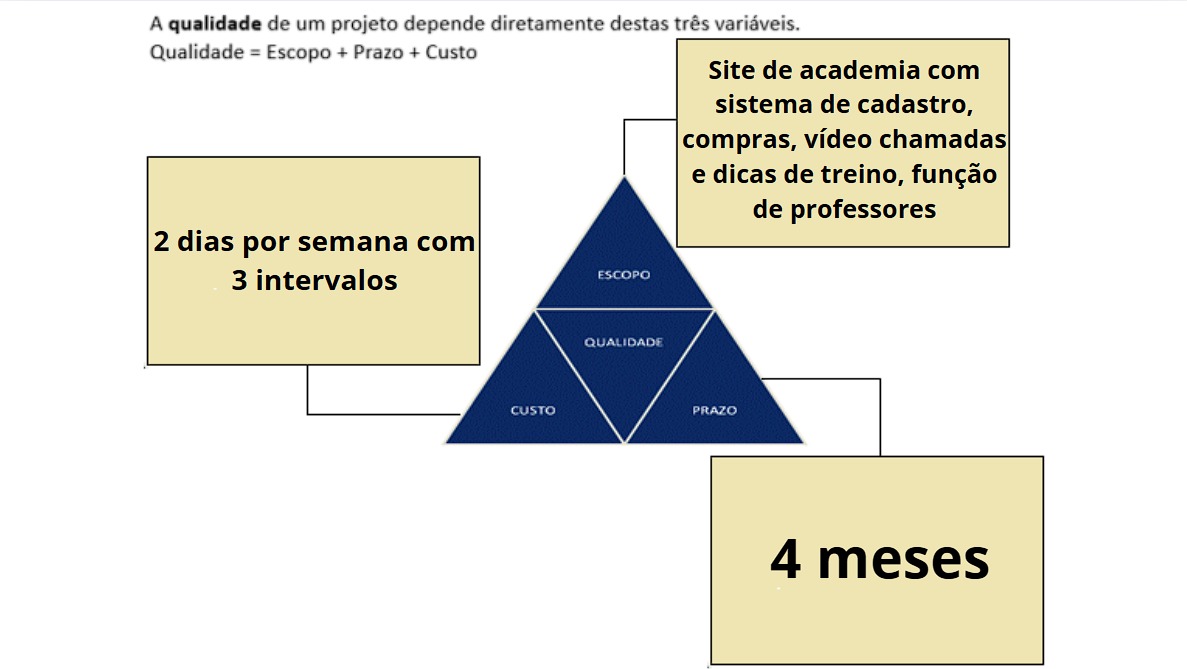 A qualidade de um projeto depende diretamente destas três variáveis.
Qualidade = Escopo + Prazo + Custo
Site de academia com
sistema de cadastro,
compras, vídeo chamadas
e dicas de treino, função
de professores
2 dias por semana com
3 intervalos
ESCOPO
QUALIDADE
CUSTO
PRAZO
4 meses